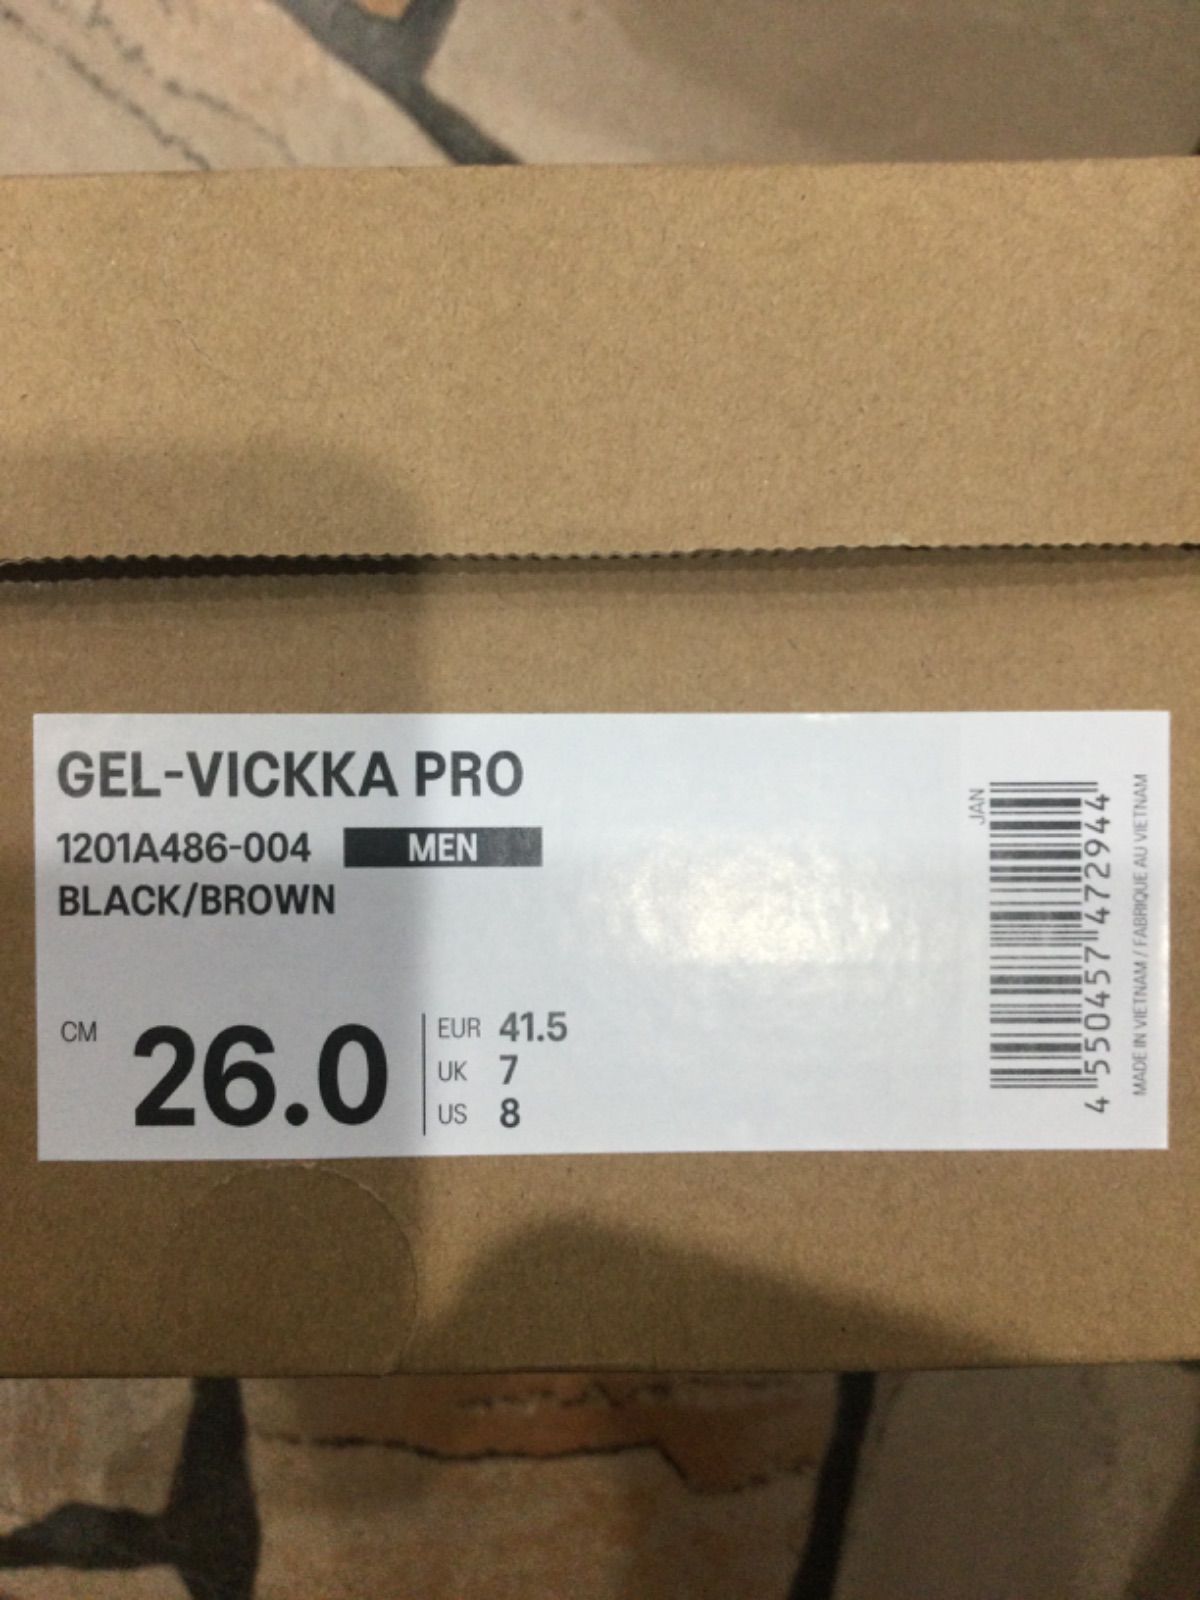 GEL-VICKKA PRO
1201A486-004 MEN
BLACK/BROWN
CM 26.0
EUR 41.5
UK 7
US 8
JAN
4 550457 472944
MADE IN VIETNAM / FABRIQUE AU VIETNAM